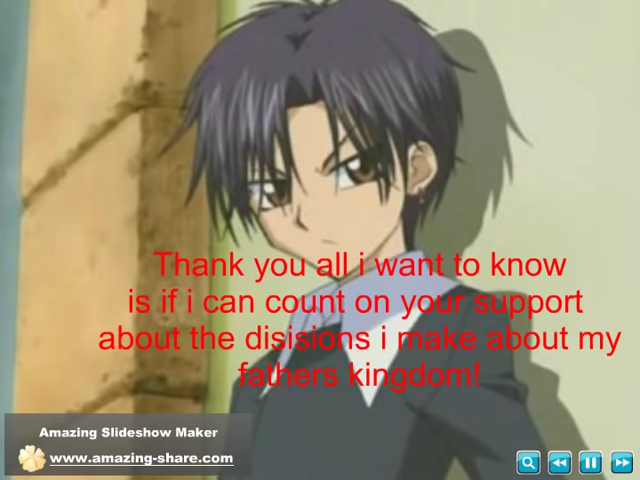 Thank you all i want to know
is if i can count on your support
about the disisions i make about my
fathers kingdom!
Amazing Slideshow Maker
www.amazing-share.com